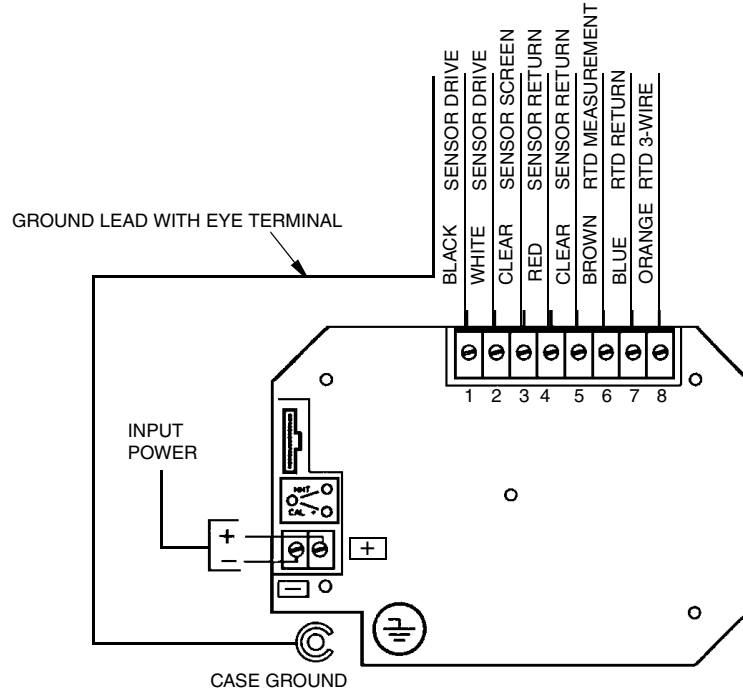 BLACK SENSOR DRIVE
WHITE SENSOR DRIVE
CLEAR SENSOR SCREEN
RED SENSOR RETURN
CLEAR SENSOR RETURN
BROWN RTD MEASUREMENT
BLUE RTD RETURN
ORANGE RTD 3-WIRE
GROUND LEAD WITH EYE TERMINAL
1 2 3 4 5 6 7 8
INPUT
POWER
MMT
CAL +
+
−
+
−
CASE GROUND